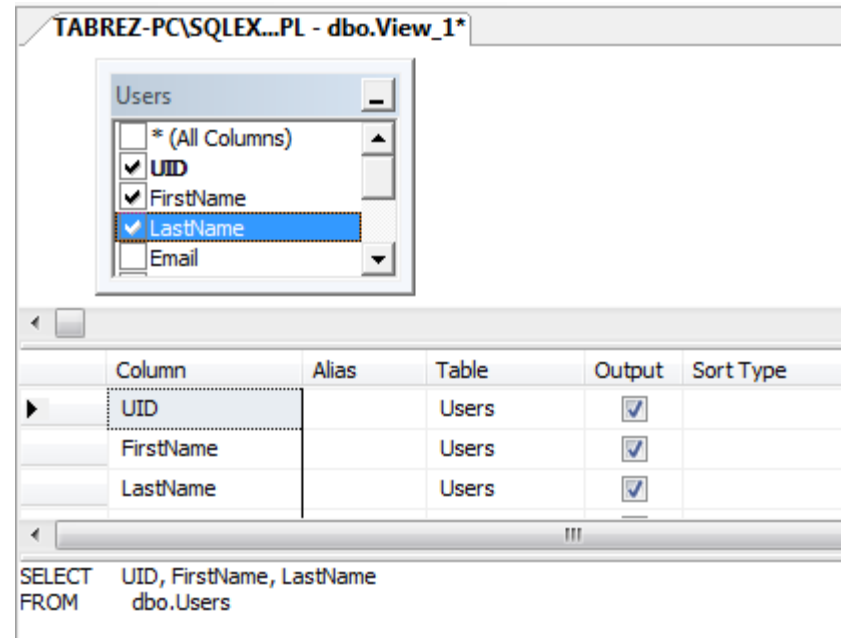 TABREZ-PC\SQLEX...PL - dbo.View_1*
Users
* (All Columns)
UID
FirstName
LastName
Email
Column Alias Table Output Sort Type
UID Users
FirstName Users
LastName Users
SELECT UID, FirstName, LastName
FROM dbo.Users